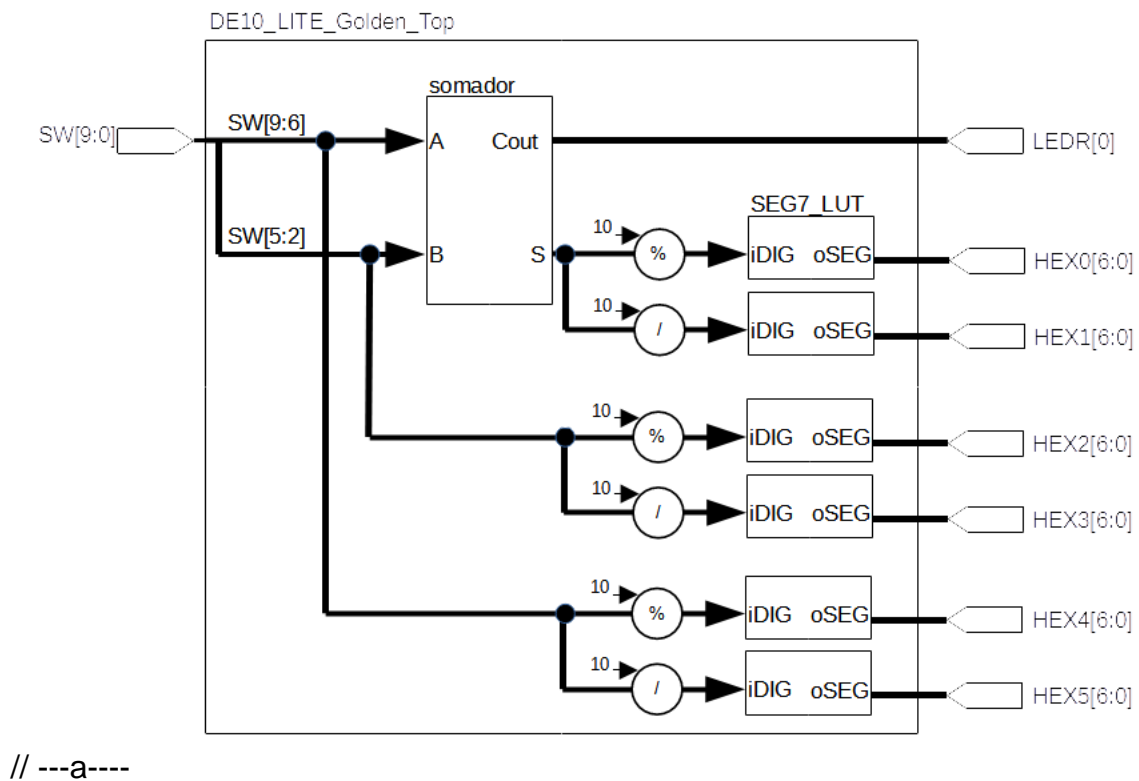 DE10_LITE_Golden_Top
somador
SW[9:0]
SW[9:6]
A
Cout
LEDR[0]
SEG7_LUT
SW[5:2]
B
S
10
%
iDIG oSEG
HEX0[6:0]
10
/
iDIG oSEG
HEX1[6:0]
10
%
iDIG oSEG
HEX2[6:0]
10
/
iDIG oSEG
HEX3[6:0]
10
%
iDIG oSEG
HEX4[6:0]
10
/
iDIG oSEG
HEX5[6:0]
// ---a----